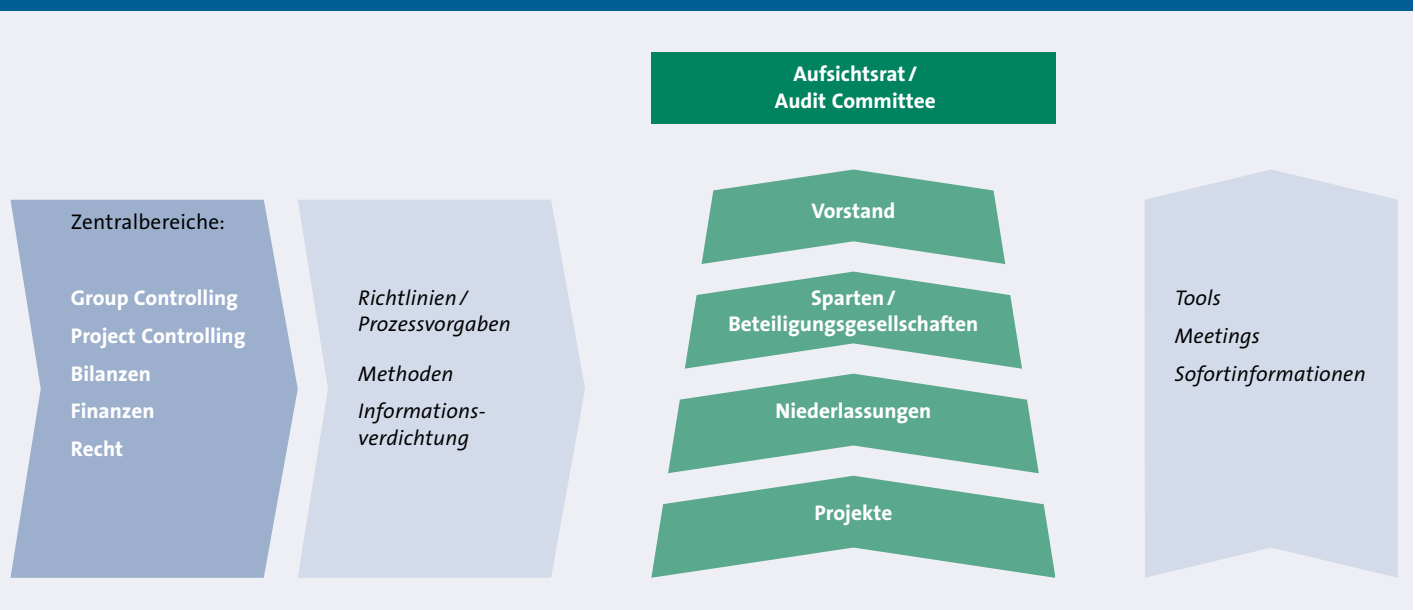 Aufsichtsrat /
Audit Committee
Zentralbereiche:
Group Controlling
Project Controlling
Bilanzen
Finanzen
Recht
Richtlinien /
Prozessvorgaben
Methoden
Informations-
verdichtung
Vorstand
Sparten /
Beteiligungsgesellschaften
Niederlassungen
Projekte
Tools
Meetings
Sofortinformationen